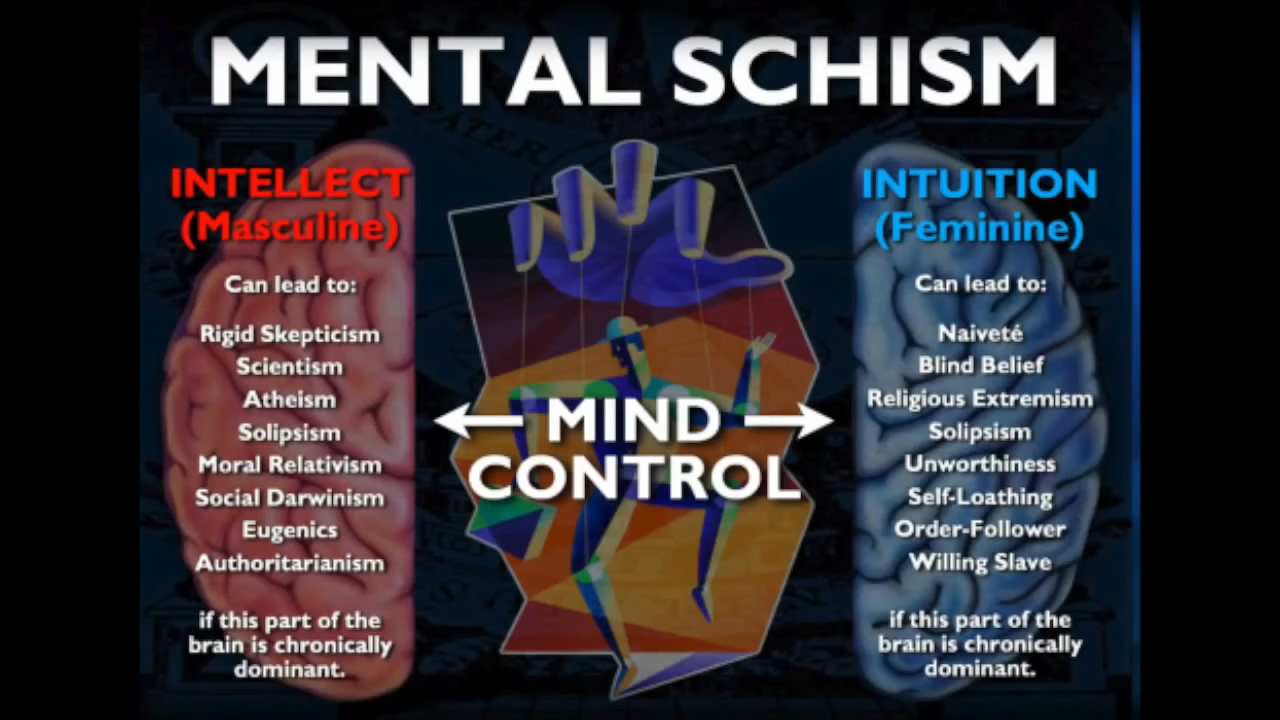 MENTAL SCHISM
INTELLECT
(Masculine)
Can lead to:
Rigid Skepticism
Scientism
Atheism
Solipsism
Moral Relativism
Social Darwinism
Eugenics
Authoritarianism
if this part of the
brain is chronically
dominant.
MIND
CONTROL
INTUITION
(Feminine)
Can lead to:
Naiveté
Blind Belief
Religious Extremism
Solipsism
Unworthiness
Self-Loathing
Order-Follower
Willing Slave
if this part of the
brain is chronically
dominant.